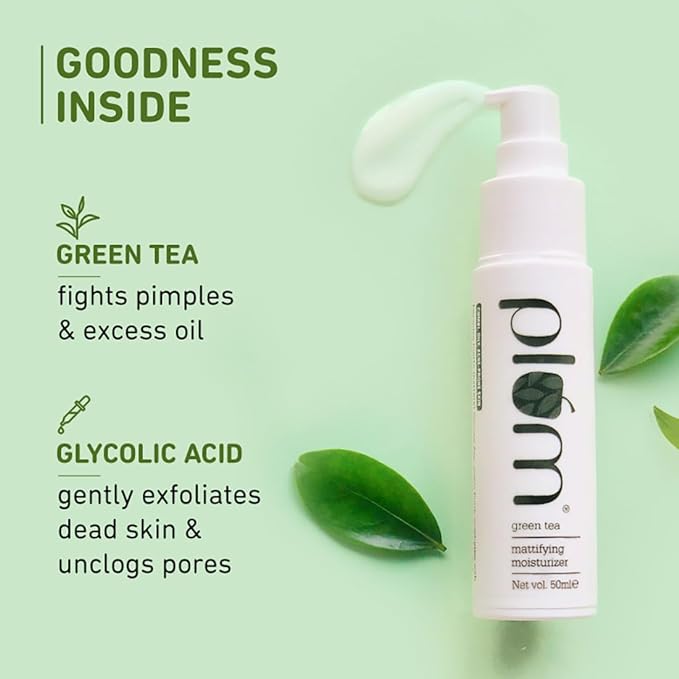 GOODNESS
INSIDE
GREEN TEA
fights pimples
& excess oil
GLYCOLIC ACID
gently exfoliates
dead skin &
unclogs pores
plum®
green tea
mattifying
moisturizer
Net vol. 50ml℮